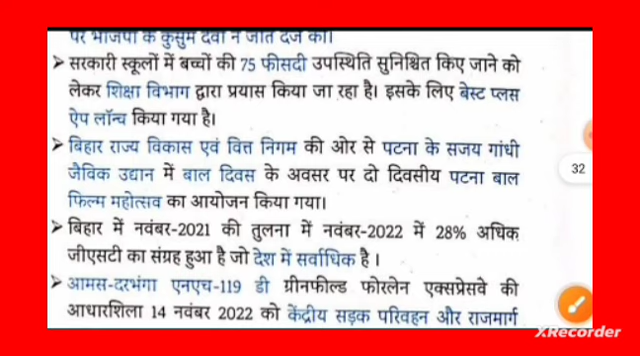 पर भाजपा के कुसुम देवी ने जीत दर्ज की।
➤ सरकारी स्कूलों में बच्चों की 75 फीसदी उपस्थिति सुनिश्चित किए जाने को
लेकर शिक्षा विभाग द्वारा प्रयास किया जा रहा है। इसके लिए बेस्ट प्लस
ऐप लॉन्च किया गया है।
➤ बिहार राज्य विकास एवं वित्त निगम की ओर से पटना के सजय गांधी
जैविक उद्यान में बाल दिवस के अवसर पर दो दिवसीय पटना बाल
फिल्म महोत्सव का आयोजन किया गया।
32
➤ बिहार में नवंबर-2021 की तुलना में नवंबर-2022 में 28% अधिक
जीएसटी का संग्रह हुआ है जो देश में सर्वाधिक है ।
➤ आमस-दरभंगा एनएच-119 डी ग्रीनफील्ड फोरलेन एक्सप्रेसवे की
आधारशिला 14 नवंबर 2022 को केंद्रीय सड़क परिवहन और राजमार्ग
XRecorder